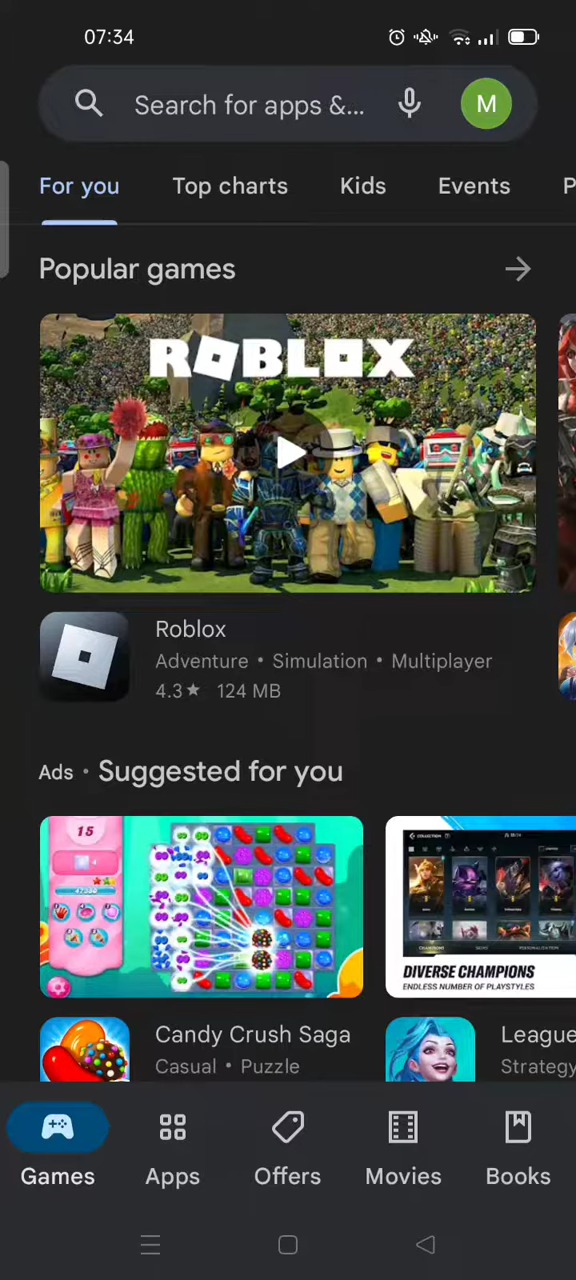 07:34
Search for apps &...
M
For you
Top charts
Kids
Events
P
Popular games
ROBLOX
Roblox
Adventure • Simulation • Multiplayer
4.3★ 124 MB
Ads • Suggested for you
15
DIVERSE CHAMPIONS
ENDLESS NUMBER OF PLAYSTYLES
Candy Crush Saga
Casual • Puzzle
League
Strategy
Games
Apps
Offers
Movies
Books